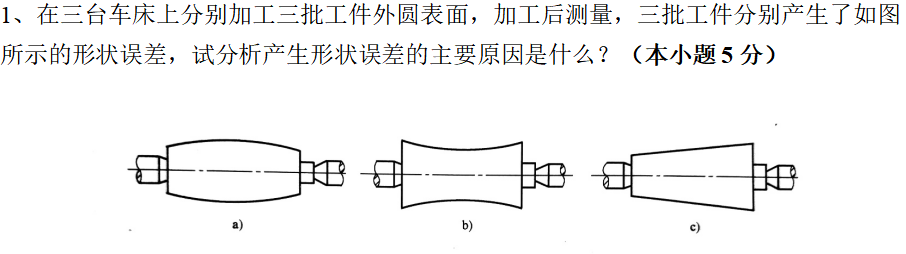 1、在三台车床上分别加工三批工件外圆表面，加工后测量，三批工件分别产生了如图
所示的形状误差，试分析产生形状误差的主要原因是什么？（本小题 5 分）
a) b) c)